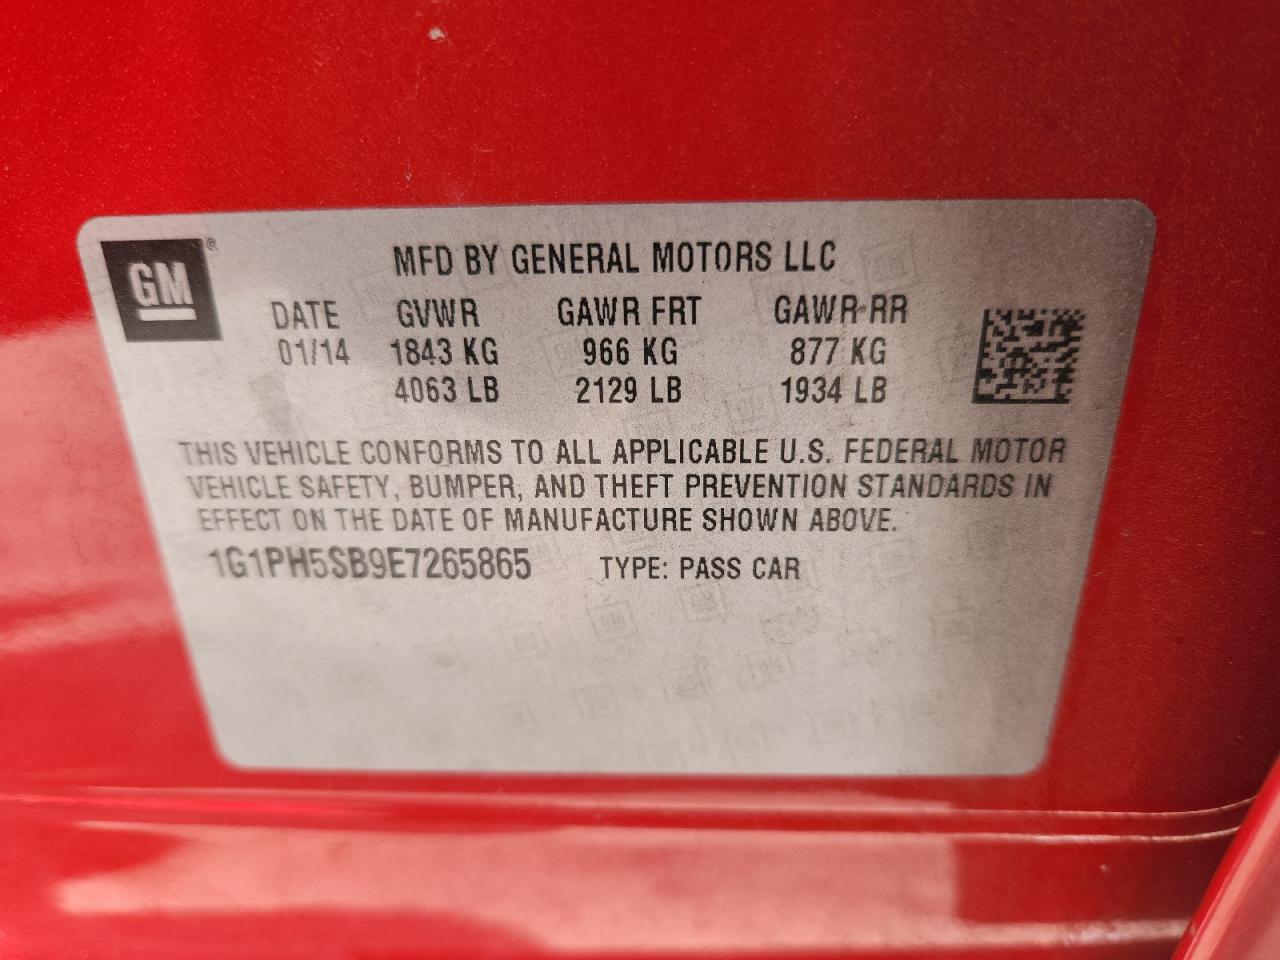 GM®
MFD BY GENERAL MOTORS LLC
DATE GVWR GAWR FRT GAWR RR
01/14 1843 KG 966 KG 877 KG
4063 LB 2129 LB 1934 LB
THIS VEHICLE CONFORMS TO ALL APPLICABLE U.S. FEDERAL MOTOR
VEHICLE SAFETY, BUMPER, AND THEFT PREVENTION STANDARDS IN
EFFECT ON THE DATE OF MANUFACTURE SHOWN ABOVE.
1G1PH5SB9E7265865 TYPE: PASS CAR